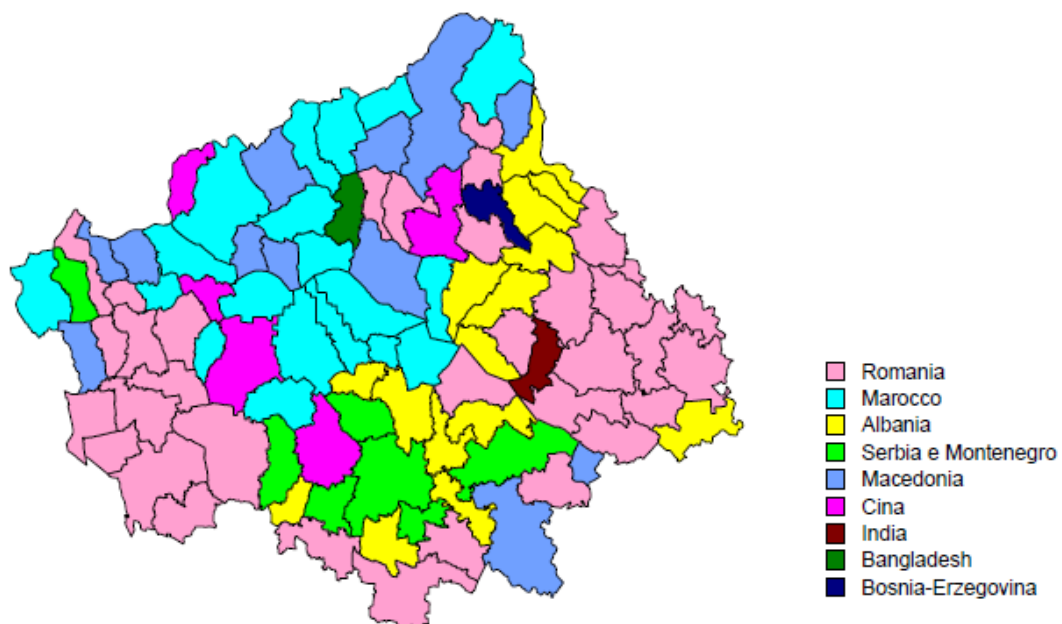 Romania
Marocco
Albania
Serbia e Montenegro
Macedonia
Cina
India
Bangladesh
Bosnia-Erzegovina